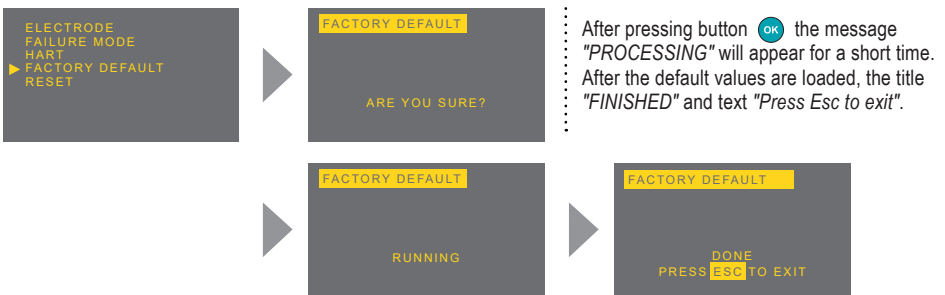 ELECTRODE
FAILURE MODE
HART
FACTORY DEFAULT
RESET
FACTORY DEFAULT
ARE YOU SURE?
After pressing button OK the message
"PROCESSING" will appear for a short time.
After the default values are loaded, the title
"FINISHED" and text "Press Esc to exit".
FACTORY DEFAULT
RUNNING
FACTORY DEFAULT
DONE
PRESS ESC TO EXIT